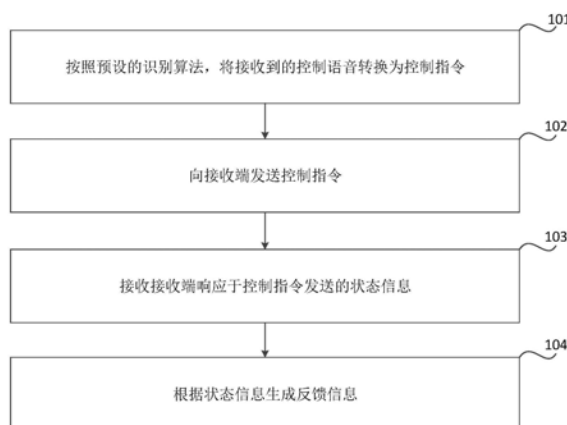 101
按照预设的识别算法，将接收到的控制语音转换为控制指令
102
向接收端发送控制指令
103
接收接收端响应于控制指令发送的状态信息
104
根据状态信息生成反馈信息